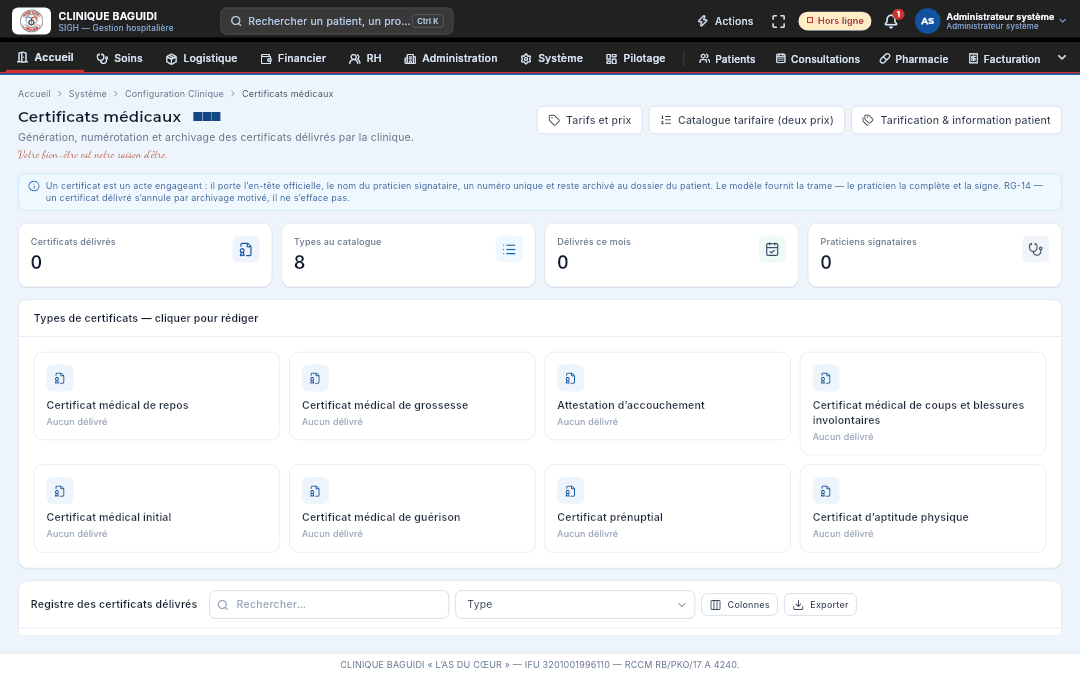 CLINIQUE BAGUIDI
SIGH — Gestion hospitalière
Rechercher un patient, un pro... Ctrl K
Actions
Hors ligne
1
AS
Administrateur système
Administrateur système
Accueil
Soins
Logistique
Financier
RH
Administration
Système
Pilotage
Patients
Consultations
Pharmacie
Facturation
Accueil > Système > Configuration Clinique > Certificats médicaux
Certificats médicaux
Génération, numérotation et archivage des certificats délivrés par la clinique.
Votre bien-être est notre raison d'être.
Tarifs et prix
Catalogue tarifaire (deux prix)
Tarification & information patient
Un certificat est un acte engageant : il porte l'en-tête officielle, le nom du praticien signataire, un numéro unique et reste archivé au dossier du patient. Le modèle fournit la trame — le praticien la complète et la signe. RG-14 —
un certificat délivré s'annule par archivage motivé, il ne s'efface pas.
Certificats délivrés
0
Types au catalogue
8
Délivrés ce mois
0
Praticiens signataires
0
Types de certificats — cliquer pour rédiger
Certificat médical de repos
Aucun délivré
Certificat médical de grossesse
Aucun délivré
Attestation d'accouchement
Aucun délivré
Certificat médical de coups et blessures
involontaires
Aucun délivré
Certificat médical initial
Aucun délivré
Certificat médical de guérison
Aucun délivré
Certificat prénuptial
Aucun délivré
Certificat d'aptitude physique
Aucun délivré
Registre des certificats délivrés
Rechercher...
Type
Colonnes
Exporter
CLINIQUE BAGUIDI « L'AS DU CŒUR » — IFU 3201001996110 — RCCM RB/PKO/17 A 4240.